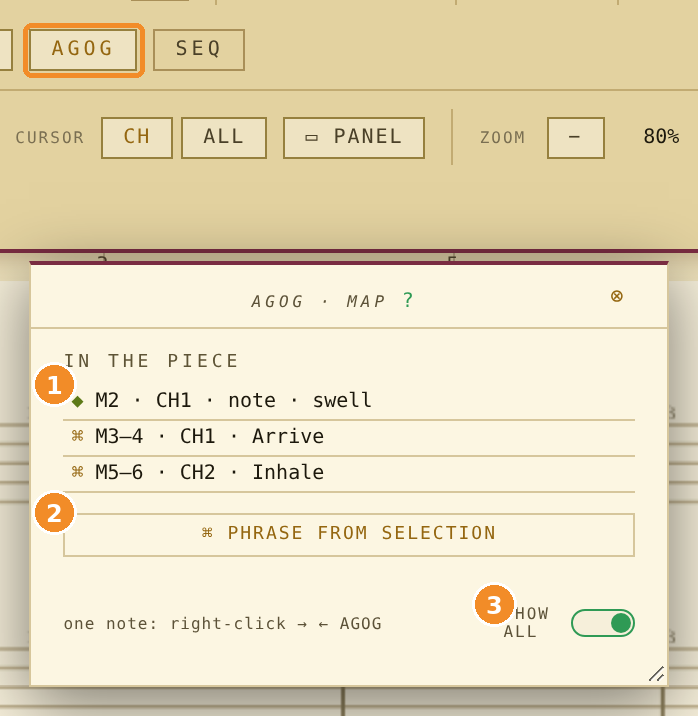 AGOG SEQ
CURSOR CH ALL ▭ PANEL ZOOM − 80%
AGOG · MAP ? ⊗
IN THE PIECE
1
◆ M2 · CH1 · note · swell
⌘ M3–4 · CH1 · Arrive
⌘ M5–6 · CH2 · Inhale
2
⌘ PHRASE FROM SELECTION
3
one note: right-click → ← AGOG
HOW
ALL